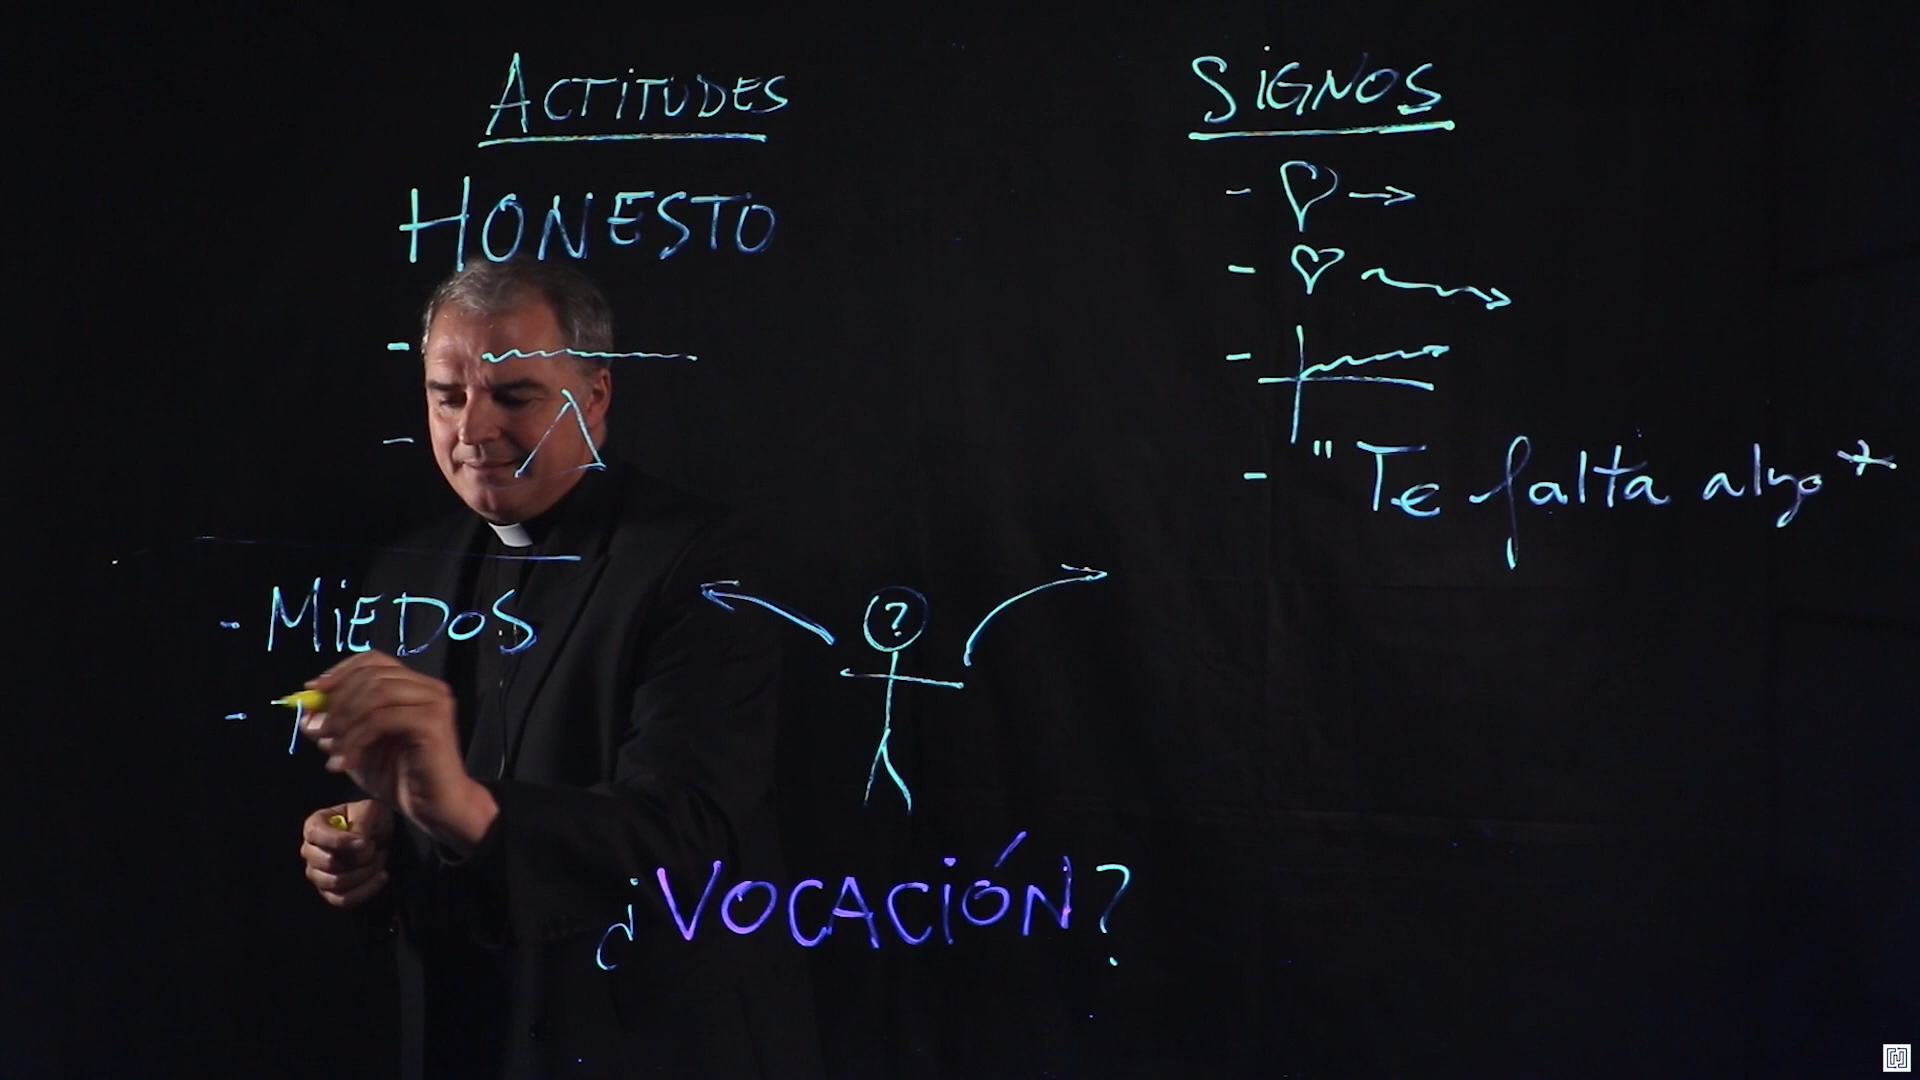 ACTITUDES
HONESTO
- MIEDOS
-
SIGNOS
-
-
-
- "Te falta algo"
?
¿VOCACIÓN?